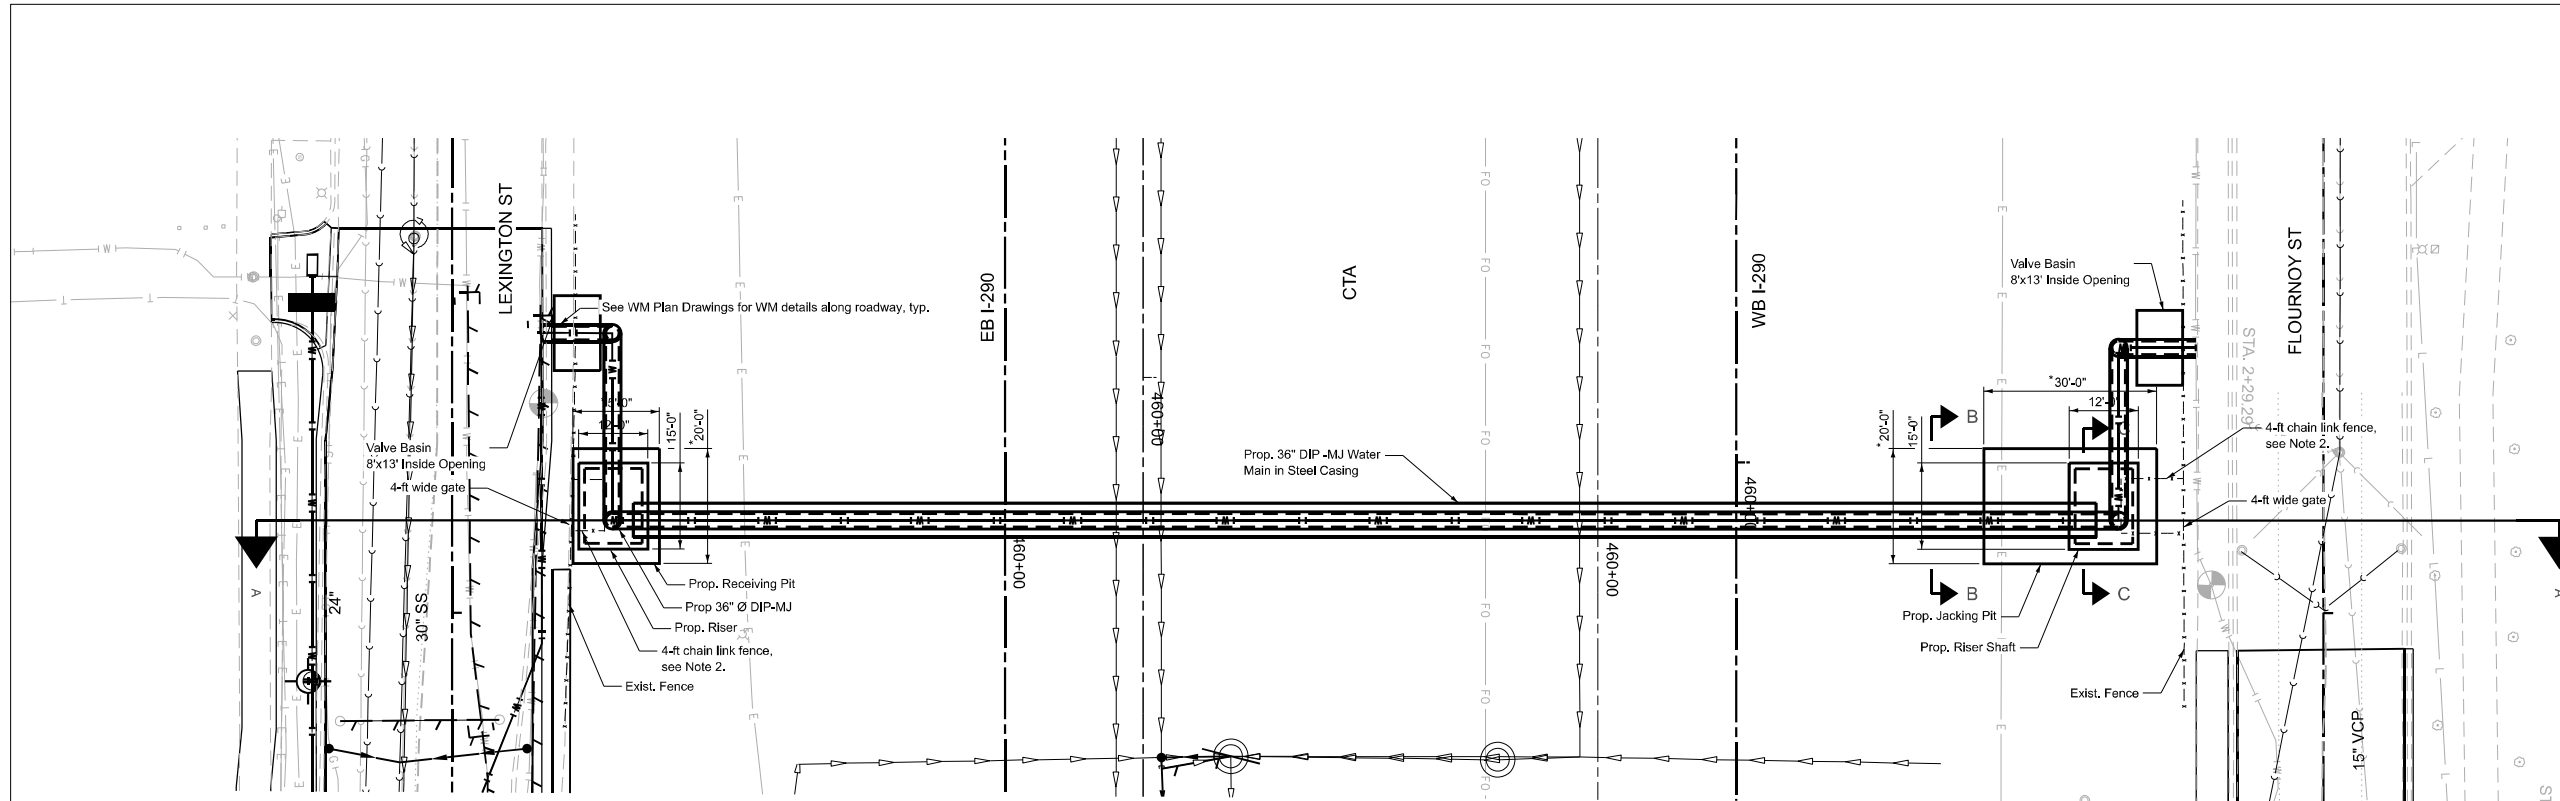 LEXINGTON ST
EB I-290
CTA
WB I-290
FLOURNOY ST
Valve Basin
8'x13' Inside Opening
See WM Plan Drawings for WM details along roadway, typ.
STA. 2+29.29
*30'-0"
12'-0"
*20'-0"
15'-0"
B
12'-0"
15'-0"
*20'-0"
460+00
Valve Basin
8'x13' Inside Opening
4-ft wide gate
Prop. 36" DIP -MJ Water
Main in Steel Casing
4-ft chain link fence,
see Note 2.
4-ft wide gate
460+00
460+00
460+00
A
A
24"
30" SS
Prop. Receiving Pit
Prop 36" Ø DIP-MJ
Prop. Riser
4-ft chain link fence,
see Note 2.
Exist. Fence
B
C
Prop. Jacking Pit
Prop. Riser Shaft
Exist. Fence
15" VCP